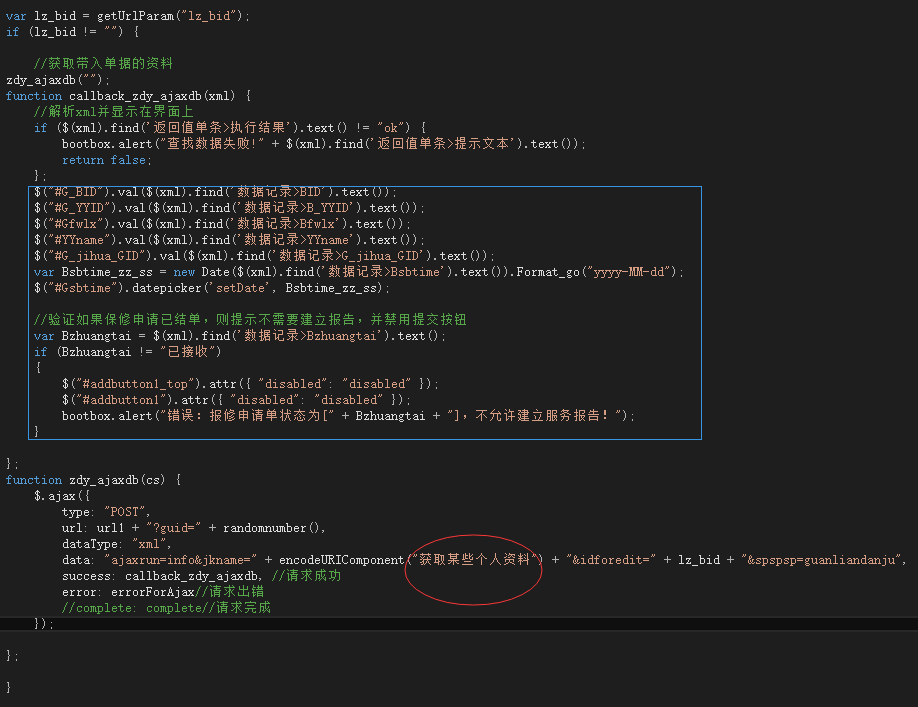 var lz_bid = getUrlParam("lz_bid");
if (lz_bid != "") {
//获取带入单据的资料
zdy_ajaxdb("");
function callback_zdy_ajaxdb(xml) {
//解析xml并显示在界面上
if ($(xml).find('返回值单条>执行结果').text() != "ok") {
bootbox.alert("查找数据失败!" + $(xml).find('返回值单条>提示文本').text());
return false;
};
$("#G_BID").val($(xml).find('数据记录>BID').text());
$("#G_YYID").val($(xml).find('数据记录>B_YYID').text());
$("#Gfwlx").val($(xml).find('数据记录>Bfwlx').text());
$("#YYname").val($(xml).find('数据记录>YYname').text());
$("#G_jihua_GID").val($(xml).find('数据记录>G_jihua_GID').text());
var Bsbtime_zz_ss = new Date($(xml).find('数据记录>Bsbtime').text()).Format_go("yyyy-MM-dd");
$("#Gsbtime").datepicker('setDate', Bsbtime_zz_ss);
//验证如果保修申请已结单，则提示不需要建立报告，并禁用提交按钮
var Bzhuangtai = $(xml).find('数据记录>Bzhuangtai').text();
if (Bzhuangtai != "已接收")
{
$("#addbutton1_top").attr({ "disabled": "disabled" });
$("#addbutton1").attr({ "disabled": "disabled" });
bootbox.alert("错误：报修申请单状态为[" + Bzhuangtai + "]，不允许建立服务报告！");
}
};
function zdy_ajaxdb(cs) {
$.ajax({
type: "POST",
url: url1 + "?guid=" + randomnumber(),
dataType: "xml",
data: "ajaxrun=info&jkname=" + encodeURIComponent("获取某些个人资料") + "&idforedit=" + lz_bid + "&spspsp=guanliandanju",
success: callback_zdy_ajaxdb, //请求成功
error: errorForAjax//请求出错
//complete: complete//请求完成
});
};
}